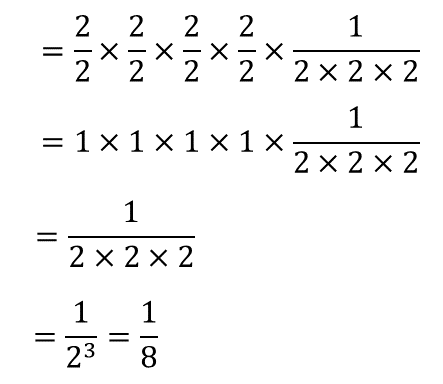 = 2/2 × 2/2 × 2/2 × 2/2 × 1/(2 × 2 × 2)
= 1 × 1 × 1 × 1 × 1/(2 × 2 × 2)
= 1/(2 × 2 × 2)
= 1/2³ = 1/8